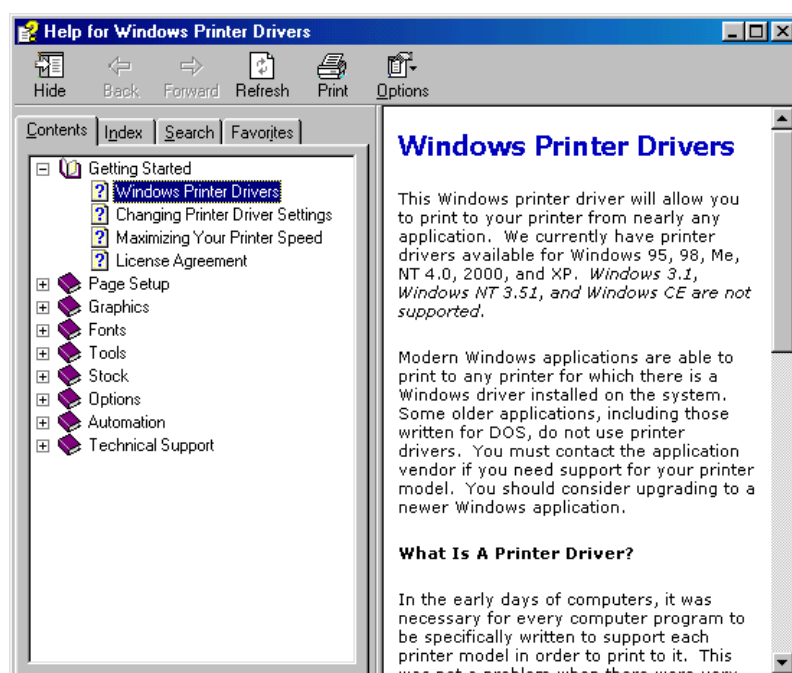 Help for Windows Printer Drivers
Hide Back Forward Refresh Print Options
Contents Index Search Favorites
Getting Started
Windows Printer Drivers
Changing Printer Driver Settings
Maximizing Your Printer Speed
License Agreement
Page Setup
Graphics
Fonts
Tools
Stock
Options
Automation
Technical Support
Windows Printer Drivers
This Windows printer driver will allow you
to print to your printer from nearly any
application. We currently have printer
drivers available for Windows 95, 98, Me,
NT 4.0, 2000, and XP. Windows 3.1,
Windows NT 3.51, and Windows CE are not
supported.
Modern Windows applications are able to
print to any printer for which there is a
Windows driver installed on the system.
Some older applications, including those
written for DOS, do not use printer
drivers. You must contact the application
vendor if you need support for your printer
model. You should consider upgrading to a
newer Windows application.
What Is A Printer Driver?
In the early days of computers, it was
necessary for every computer program to
be specifically written to support each
printer model in order to print to it. This
was not a problem when there were very